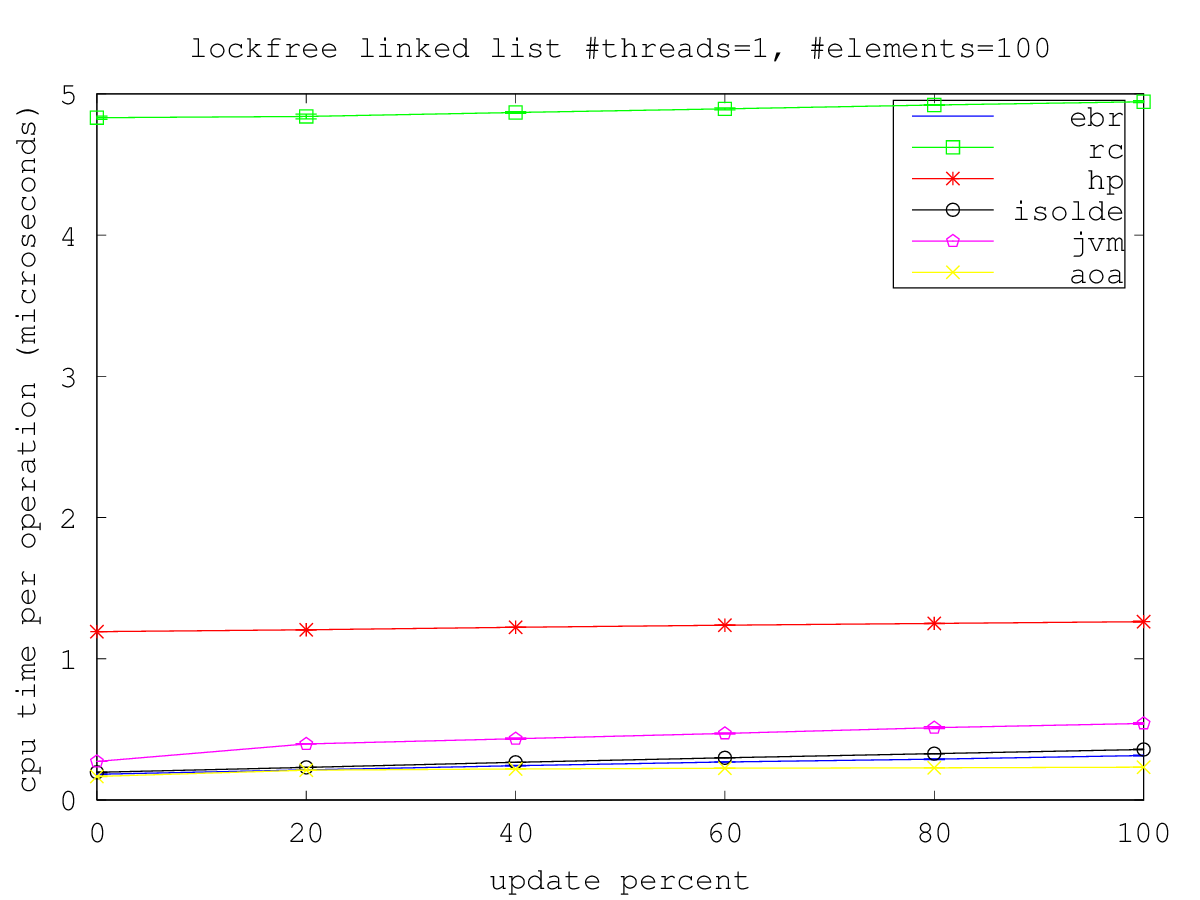 lockfree linked list #threads=1, #elements=100
cpu time per operation (microseconds)
5
4
3
2
1
0
ebr
rc
hp
isolde
jvm
aoa
0 20 40 60 80 100
update percent